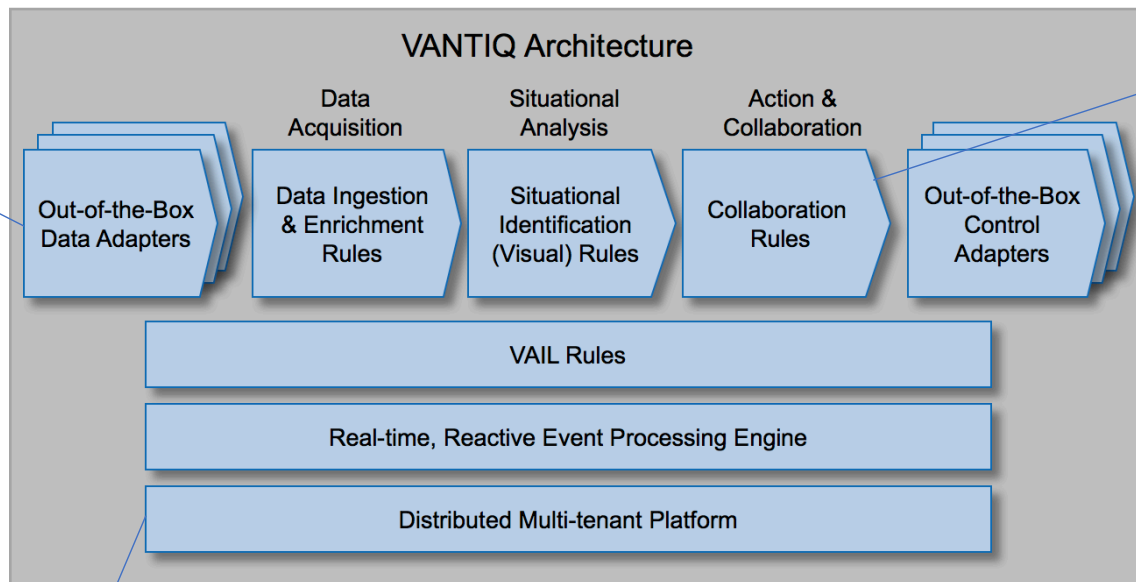 VANTIQ Architecture
Data
Acquisition
Situational
Analysis
Action &
Collaboration
Out-of-the-Box
Data Adapters
Data Ingestion
& Enrichment
Rules
Situational
Identification
(Visual) Rules
Collaboration
Rules
Out-of-the-Box
Control
Adapters
VAIL Rules
Real-time, Reactive Event Processing Engine
Distributed Multi-tenant Platform